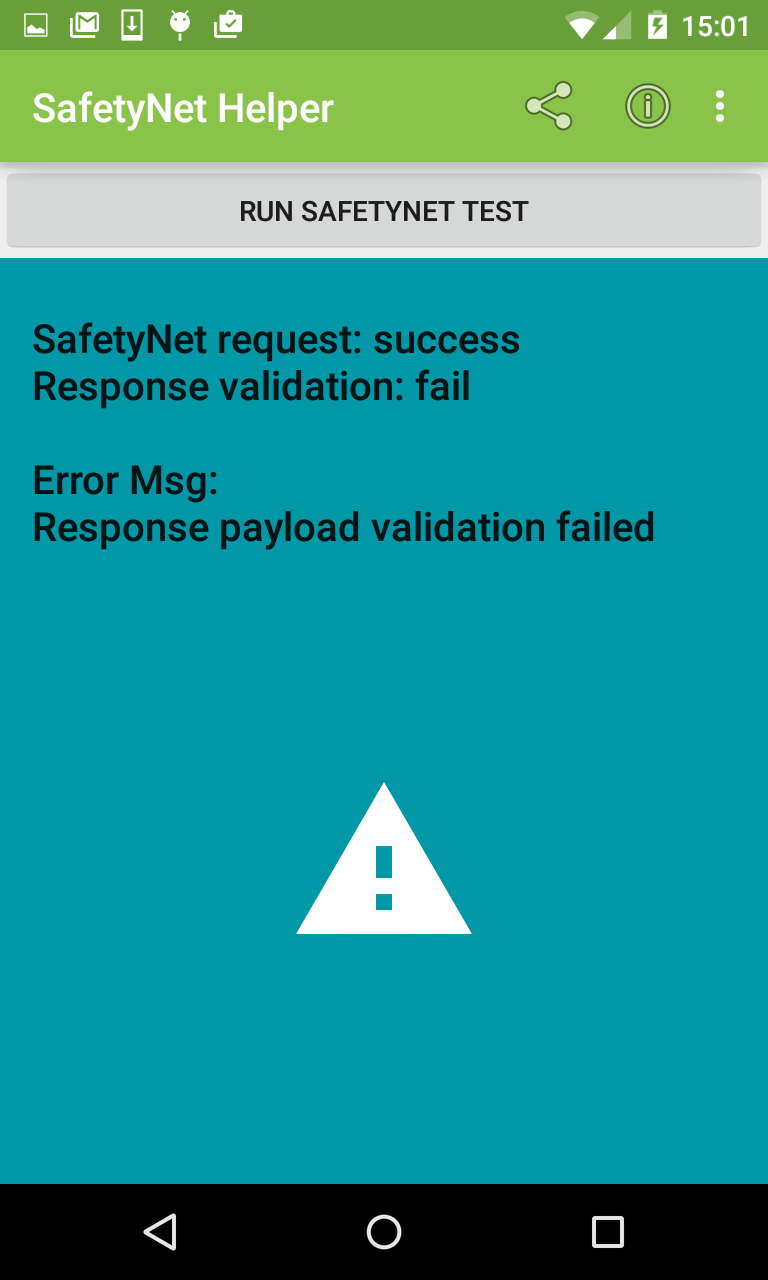 15:01
SafetyNet Helper
RUN SAFETYNET TEST
SafetyNet request: success
Response validation: fail
Error Msg:
Response payload validation failed